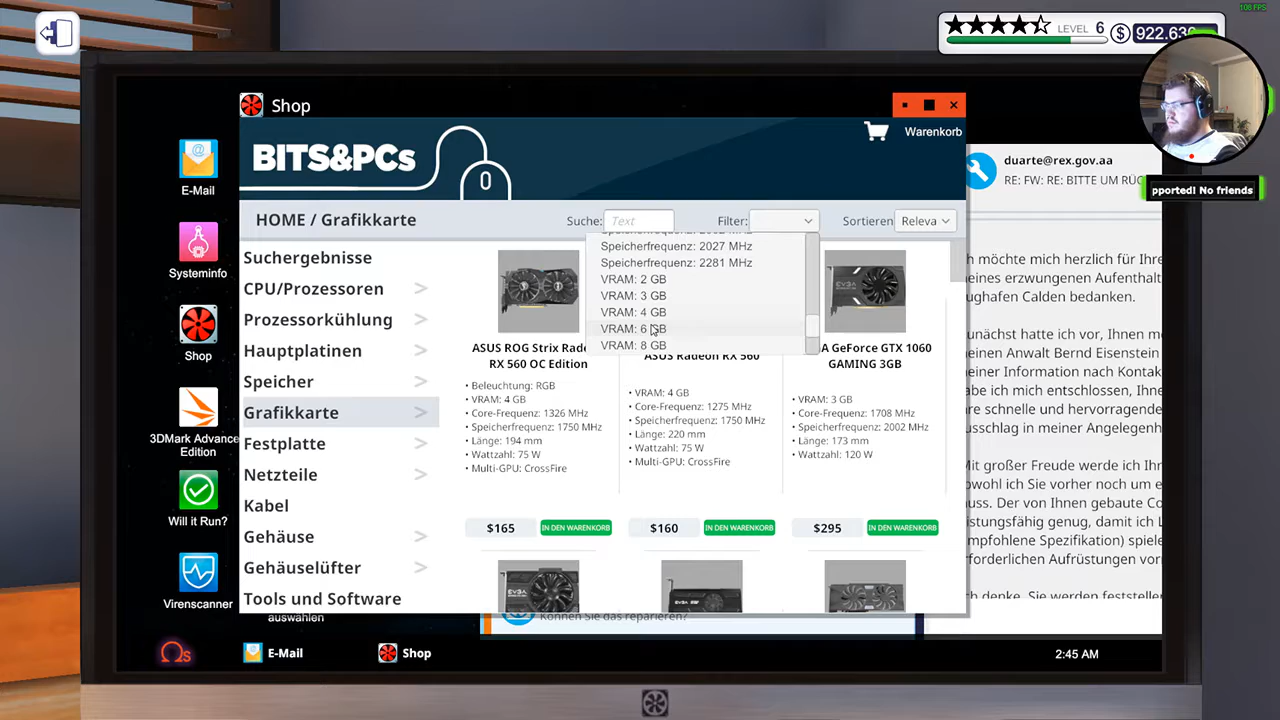 108 FPS
LEVEL 6
$
Shop
BITS&PCs
Warenkorb
HOME / Grafikkarte
Suche: Text
Filter:
Sortieren Releva
Suchergebnisse
CPU/Prozessoren >
Prozessorkühlung >
Hauptplatinen >
Speicher >
Grafikkarte >
Festplatte >
Netzteile >
Kabel
Gehäuse >
Gehäuselüfter >
Tools und Software
Speicherfrequenz: 2027 MHz
Speicherfrequenz: 2281 MHz
VRAM: 2 GB
VRAM: 3 GB
VRAM: 4 GB
VRAM: 6 GB
VRAM: 8 GB
ASUS ROG Strix Rade
RX 560 OC Edition
• Beleuchtung: RGB
• VRAM: 4 GB
• Core-Frequenz: 1326 MHz
• Speicherfrequenz: 1750 MHz
• Länge: 194 mm
• Wattzahl: 75 W
• Multi-GPU: CrossFire
$165
IN DEN WARENKORB
ASUS Radeon RX 560
• VRAM: 4 GB
• Core-Frequenz: 1275 MHz
• Speicherfrequenz: 1750 MHz
• Länge: 220 mm
• Wattzahl: 75 W
• Multi-GPU: CrossFire
$160
IN DEN WARENKORB
A GeForce GTX 1060
GAMING 3GB
• VRAM: 3 GB
• Core-Frequenz: 1708 MHz
• Speicherfrequenz: 2002 MHz
• Länge: 173 mm
• Wattzahl: 120 W
$295
IN DEN WARENKORB
E-Mail
Systeminfo
Shop
3DMark Advance
Edition
Will it Run?
Virenscanner
auswählen
Können Sie das reparieren?
duarte@rex.gov.aa
RE: FW: RE: BITTE UM RÜC
pported! No friends
h möchte mich herzlich für Ihre
eines erzwungenen Aufenthalt
ughafen Calden bedanken.
unächst hatte ich vor, Ihnen me
einen Anwalt Bernd Eisenstein
einer Information nach Kontak
abe ich mich entschlossen, Ihnen
re schnelle und hervorragende
usschlag in meiner Angelegenh
Mit großer Freude werde ich Ihn
owohl ich Sie vorher noch um e
uss. Der von Ihnen gebaute Co
istungsfähig genug, damit ich L
mpfohlene Spezifikation) spiele
forderlichen Aufrüstungen vor
h denke, Sie werden feststellen
E-Mail
Shop
2:45 AM